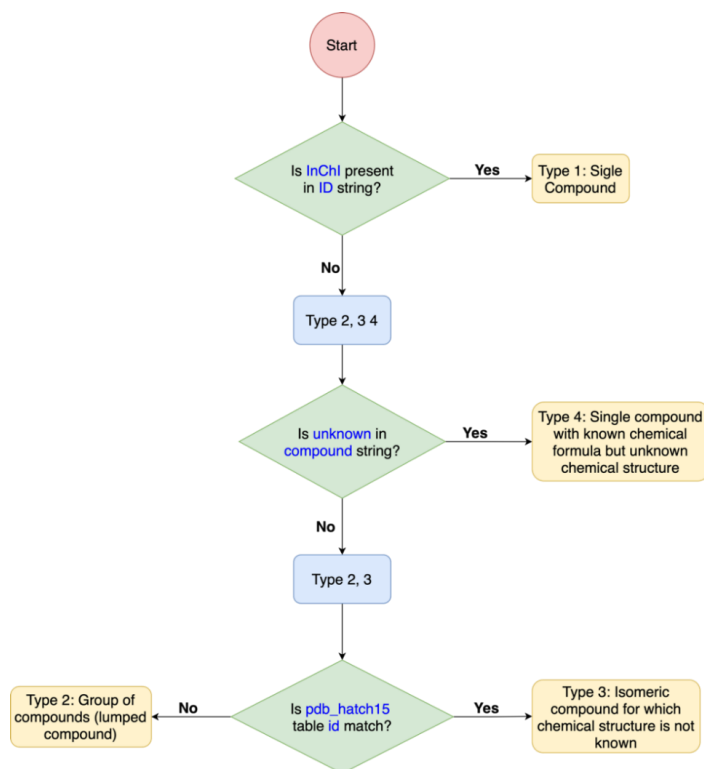 Start
Is InChI present
in ID string?
Yes
Type 1: Sigle
Compound
No
Type 2, 3 4
Is unknown in
compound string?
Yes
Type 4: Single compound
with known chemical
formula but unknown
chemical structure
No
Type 2, 3
Type 2: Group of
compounds (lumped
compound)
No
Is pdb_hatch15
table id match?
Yes
Type 3: Isomeric
compound for which
chemical structure is not
known